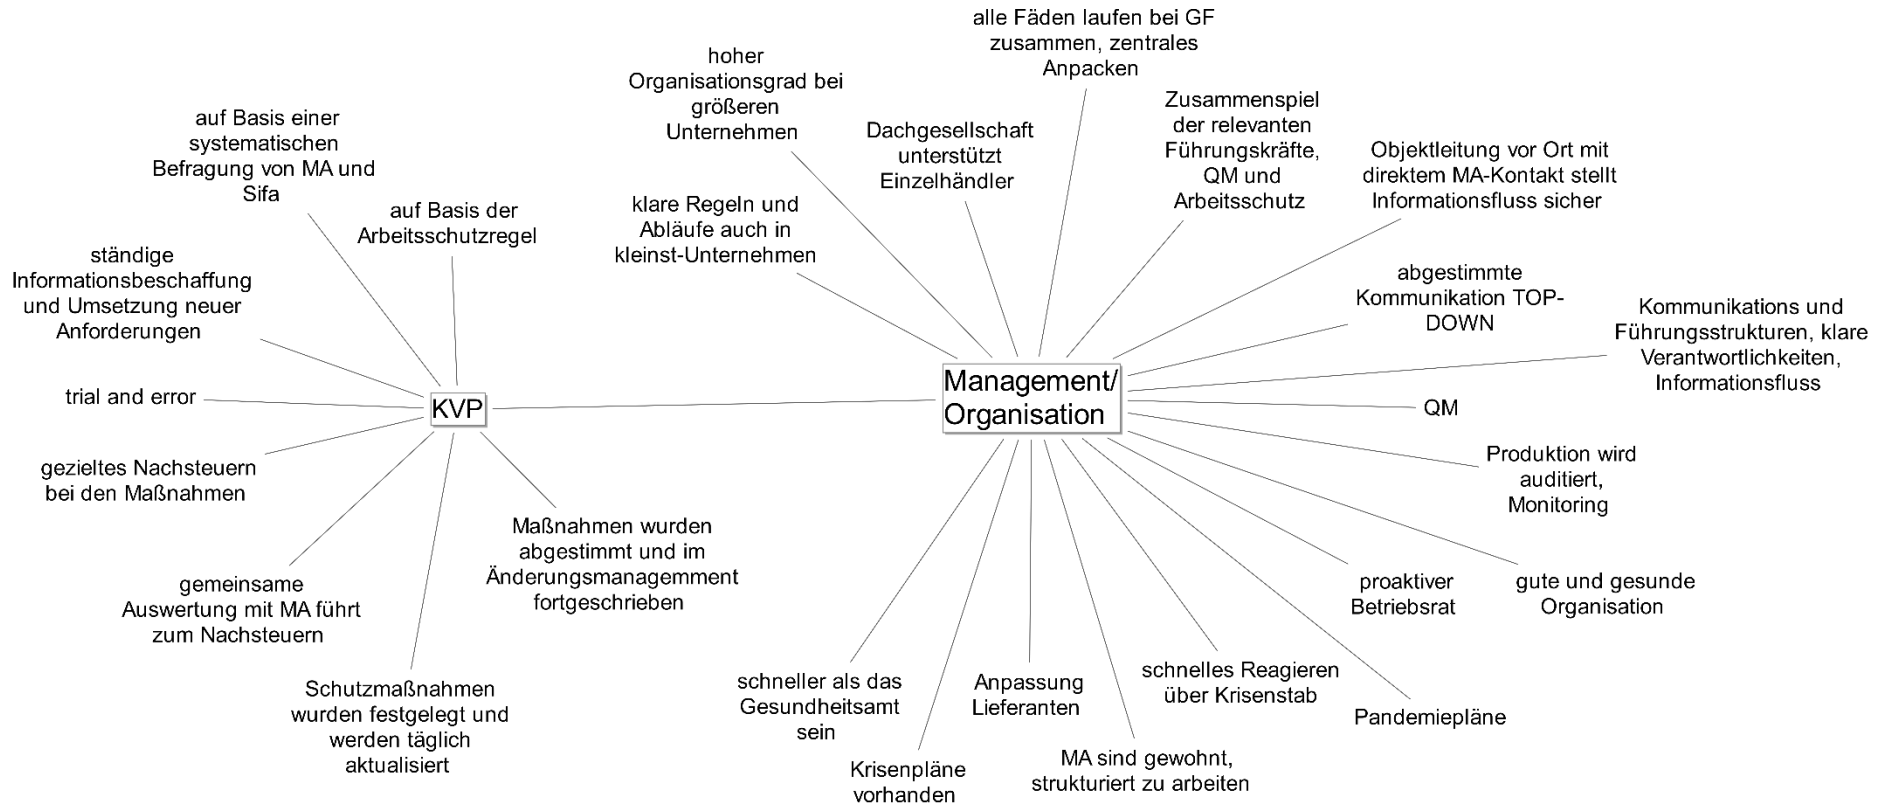 alle Fäden laufen bei GF
zusammen, zentrales
Anpacken
hoher
Organisationsgrad bei
größeren
Unternehmen
Zusammenspiel
der relevanten
Führungskräfte,
QM und
Arbeitsschutz
auf Basis einer
systematischen
Befragung von MA und
Sifa
Dachgesellschaft
unterstützt
Einzelhändler
Objektleitung vor Ort mit
direktem MA-Kontakt stellt
Informationsfluss sicher
klare Regeln und
Abläufe auch in
kleinst-Unternehmen
auf Basis der
Arbeitsschutzregel
ständige
Informationsbeschaffung
und Umsetzung neuer
Anforderungen
abgestimmte
Kommunikation TOP-
DOWN
Kommunikations und
Führungsstrukturen, klare
Verantwortlichkeiten,
Informationsfluss
trial and error
KVP
Management/
Organisation
QM
gezieltes Nachsteuern
bei den Maßnahmen
Produktion wird
auditiert,
Monitoring
Maßnahmen wurden
abgestimmt und im
Änderungsmanagemment
fortgeschrieben
gemeinsame
Auswertung mit MA führt
zum Nachsteuern
proaktiver
Betriebsrat
gute und gesunde
Organisation
Schutzmaßnahmen
wurden festgelegt und
werden täglich
aktualisiert
schneller als das
Gesundheitsamt
sein
Anpassung
Lieferanten
schnelles Reagieren
über Krisenstab
Pandemiepläne
Krisenpläne
vorhanden
MA sind gewohnt,
strukturiert zu arbeiten